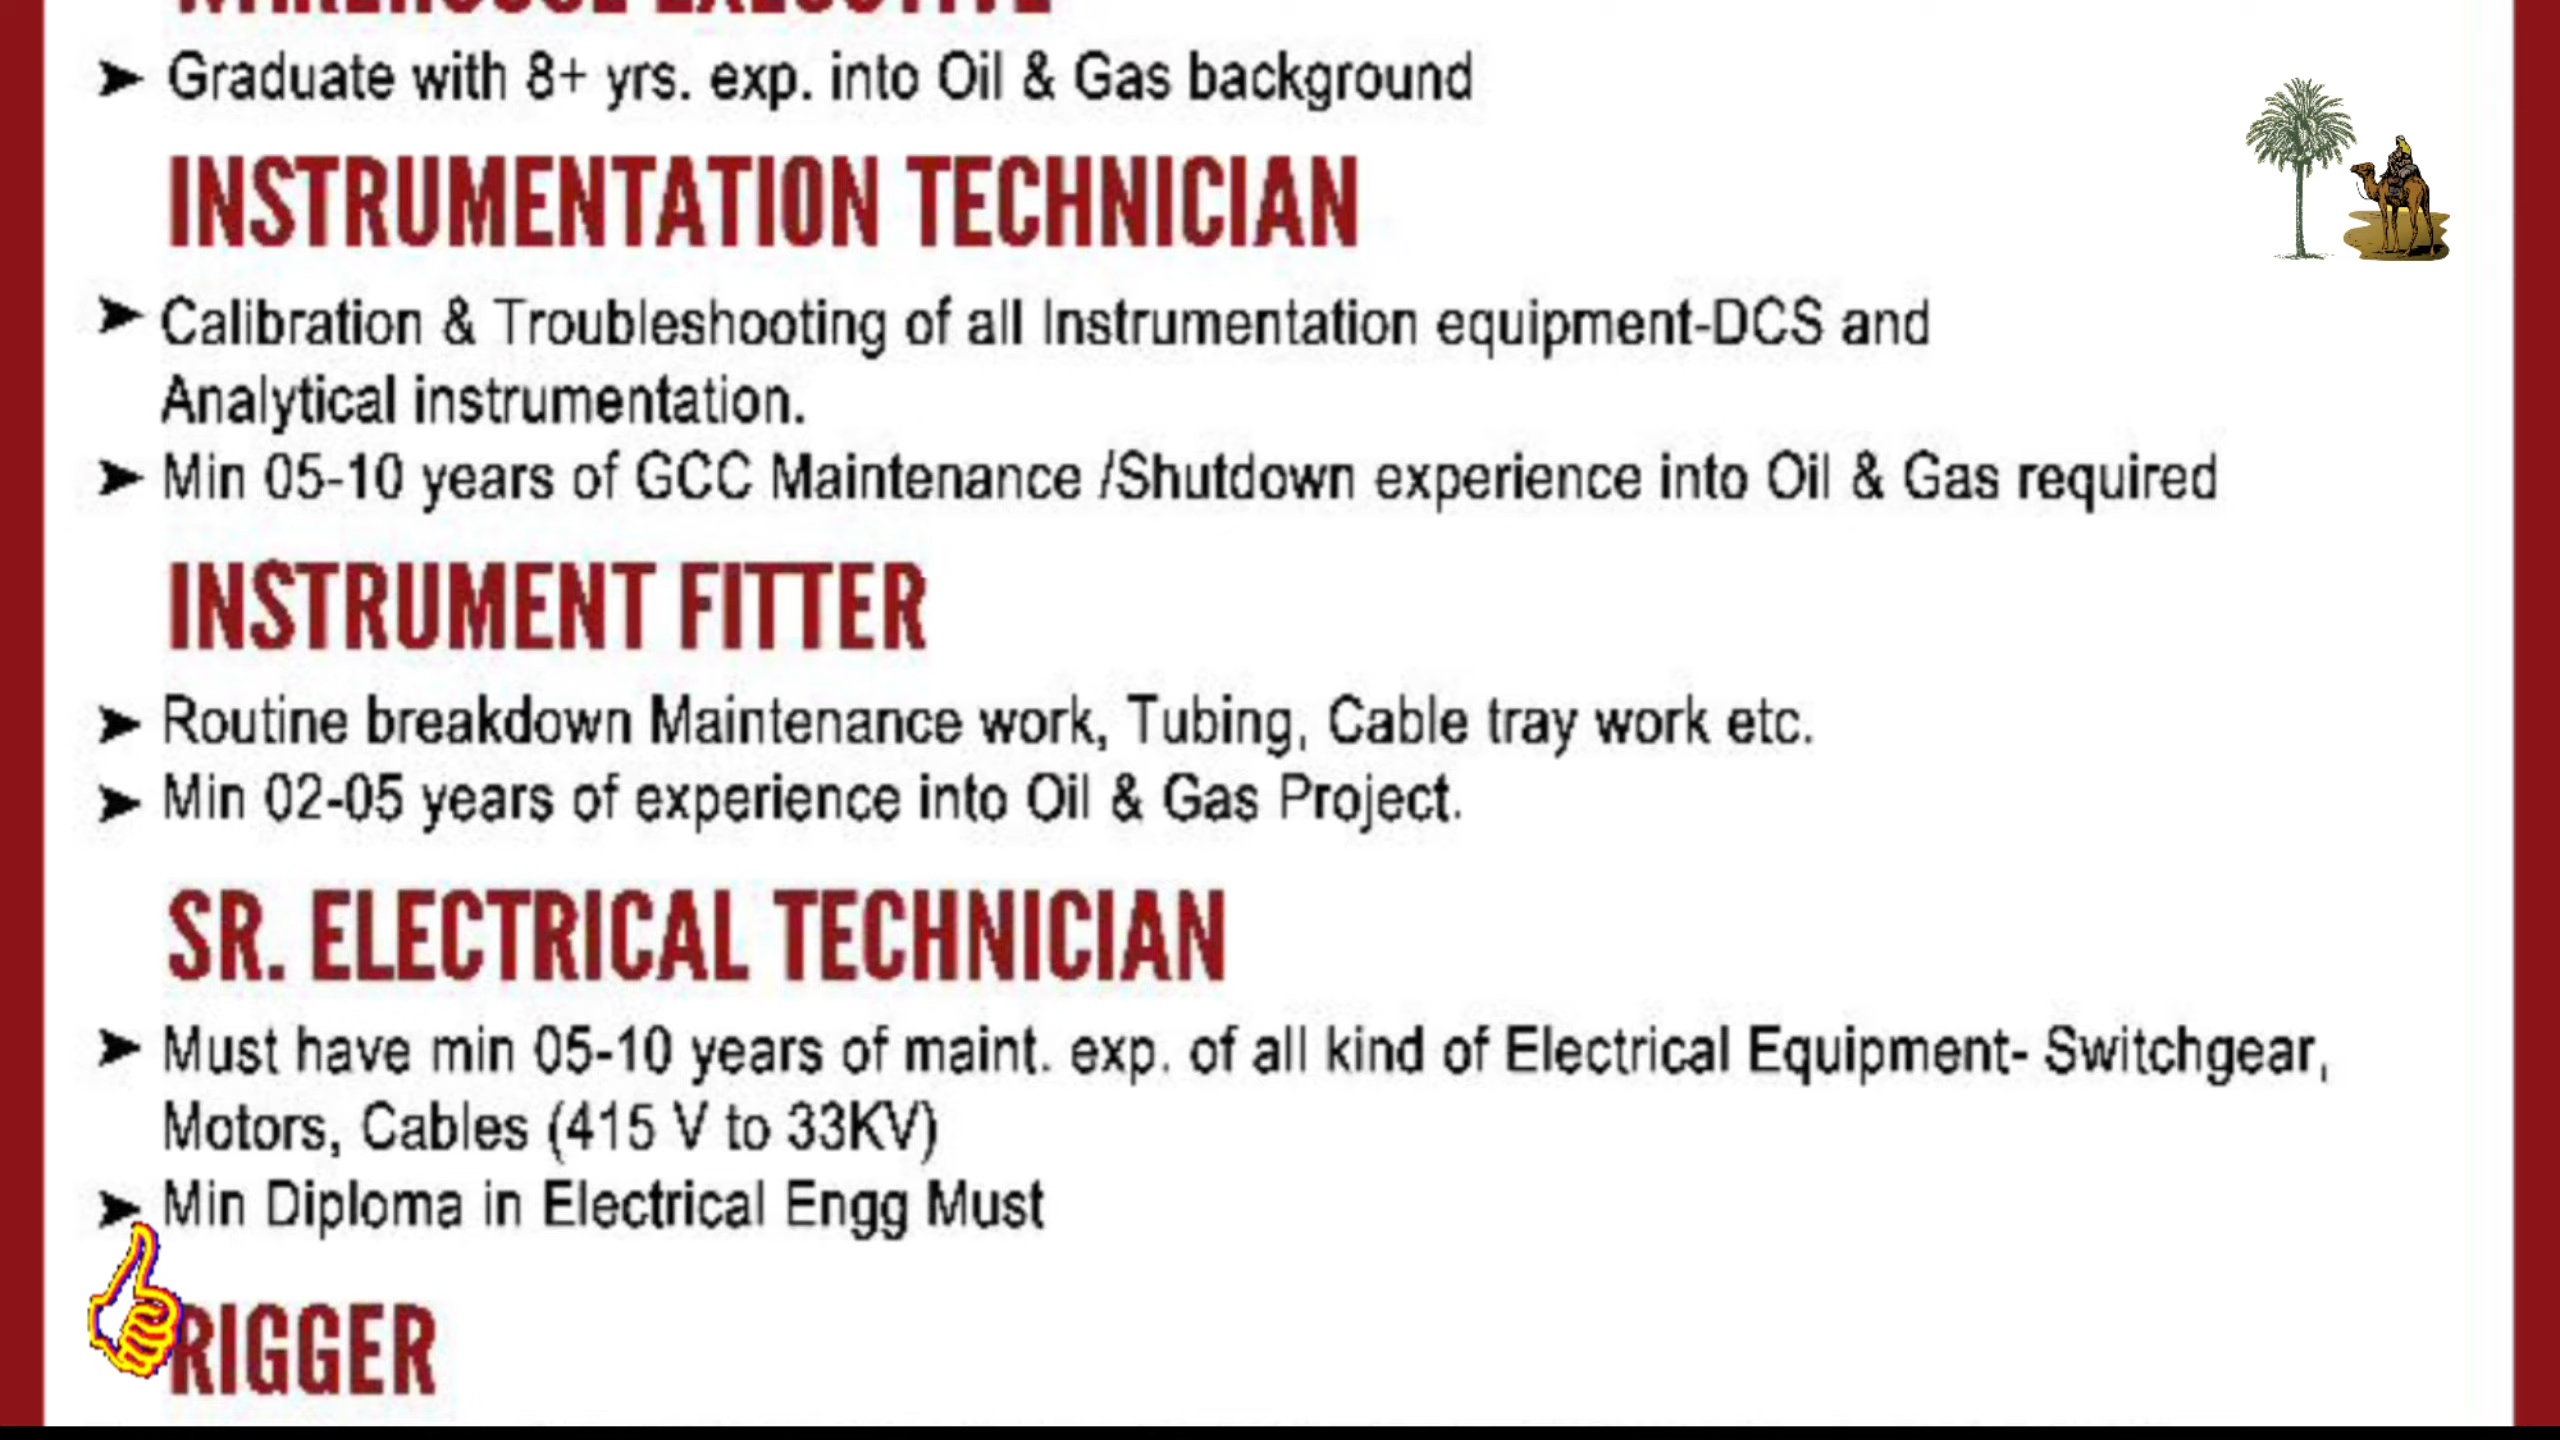 WAREHOUSE EXECUTIVE
➤ Graduate with 8+ yrs. exp. into Oil & Gas background
INSTRUMENTATION TECHNICIAN
➤ Calibration & Troubleshooting of all Instrumentation equipment-DCS and
Analytical instrumentation.
➤ Min 05-10 years of GCC Maintenance /Shutdown experience into Oil & Gas required
INSTRUMENT FITTER
➤ Routine breakdown Maintenance work, Tubing, Cable tray work etc.
➤ Min 02-05 years of experience into Oil & Gas Project.
SR. ELECTRICAL TECHNICIAN
➤ Must have min 05-10 years of maint. exp. of all kind of Electrical Equipment- Switchgear,
Motors, Cables (415 V to 33KV)
➤ Min Diploma in Electrical Engg Must
RIGGER